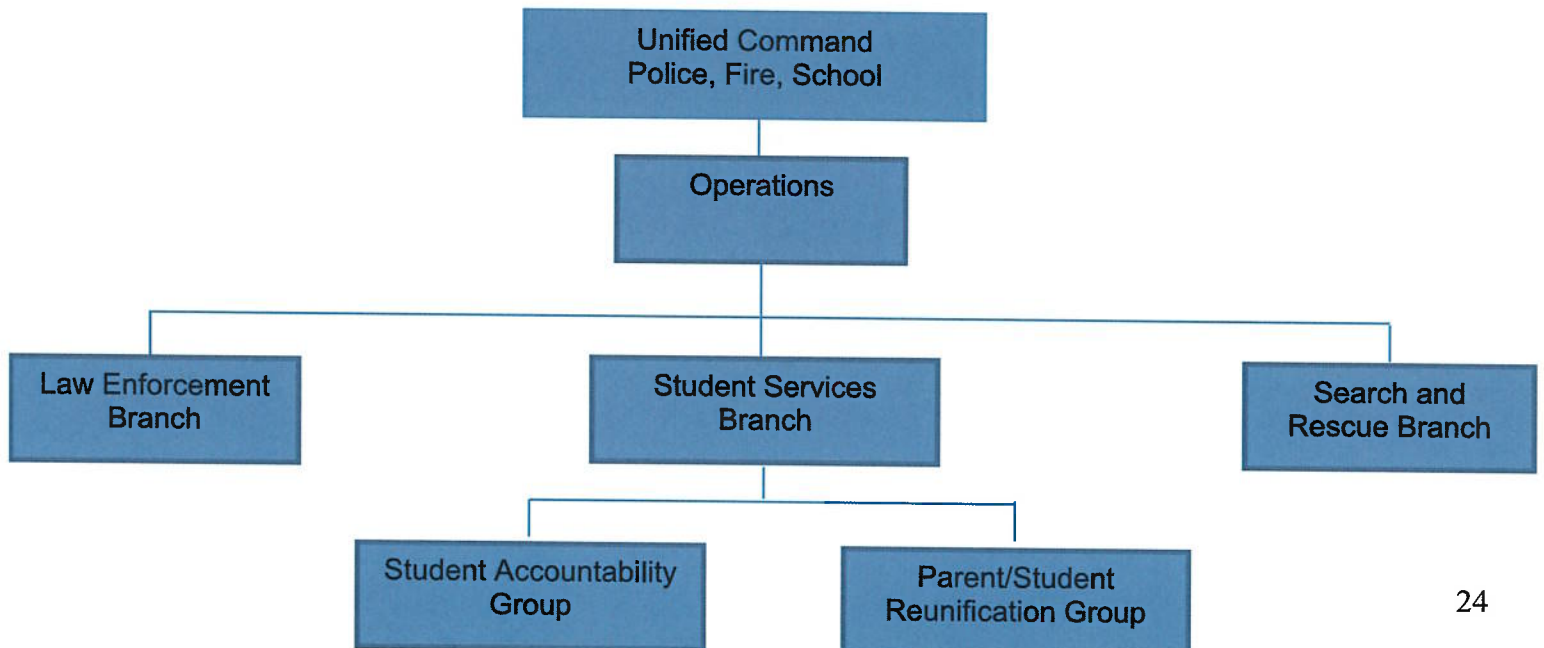 Unified Command
Police, Fire, School
Operations
Law Enforcement
Branch
Student Services
Branch
Search and
Rescue Branch
Student Accountability
Group
Parent/Student
Reunification Group
24